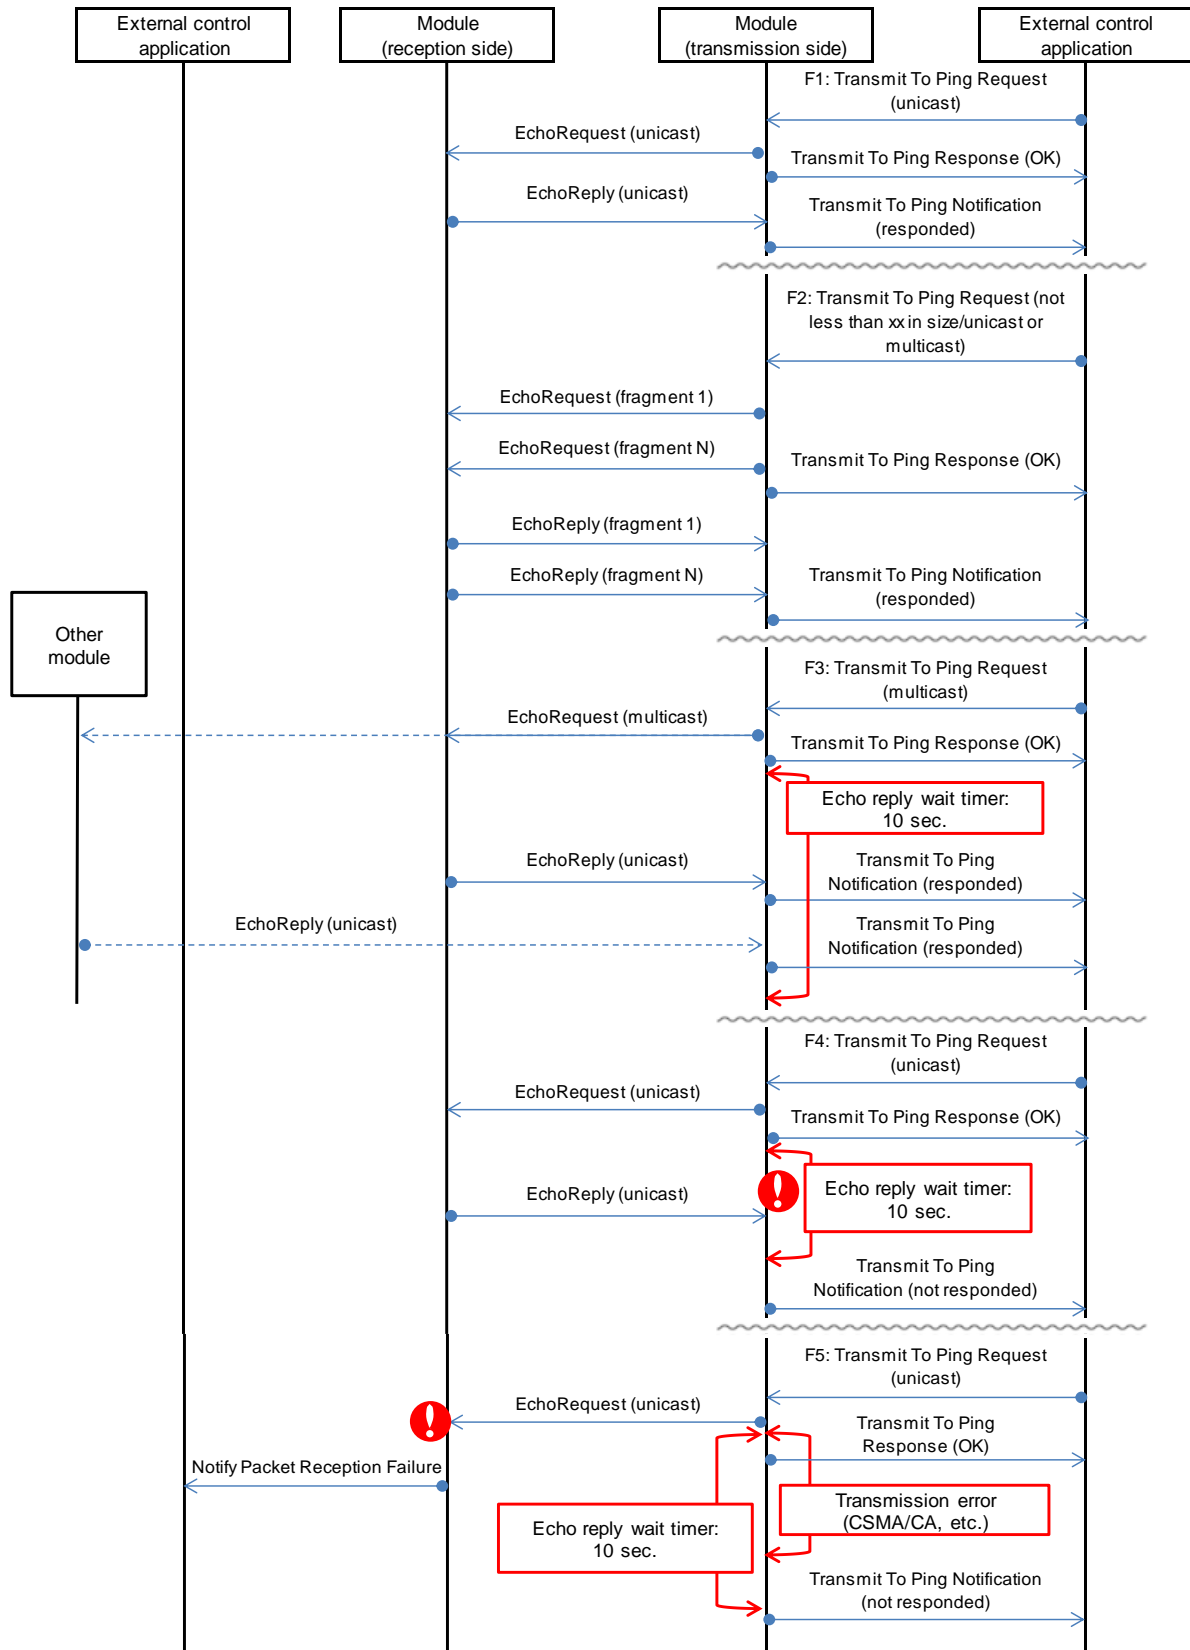 External control
application
Module
(reception side)
Module
(transmission side)
External control
application
F1: Transmit To Ping Request
(unicast)
EchoRequest (unicast)
Transmit To Ping Response (OK)
EchoReply (unicast)
Transmit To Ping Notification
(responded)
F2: Transmit To Ping Request (not
less than xx in size/unicast or
multicast)
EchoRequest (fragment 1)
EchoRequest (fragment N)
Transmit To Ping Response (OK)
EchoReply (fragment 1)
EchoReply (fragment N)
Transmit To Ping Notification
(responded)
Other
module
F3: Transmit To Ping Request
(multicast)
EchoRequest (multicast)
Transmit To Ping Response (OK)
Echo reply wait timer:
10 sec.
EchoReply (unicast)
Transmit To Ping
Notification (responded)
EchoReply (unicast)
Transmit To Ping
Notification (responded)
F4: Transmit To Ping Request
(unicast)
EchoRequest (unicast)
Transmit To Ping Response (OK)
EchoReply (unicast)
Echo reply wait timer:
10 sec.
Transmit To Ping
Notification (not responded)
F5: Transmit To Ping Request
(unicast)
EchoRequest (unicast)
Transmit To Ping
Response (OK)
Notify Packet Reception Failure
Transmission error
(CSMA/CA, etc.)
Echo reply wait timer:
10 sec.
Transmit To Ping Notification
(not responded)